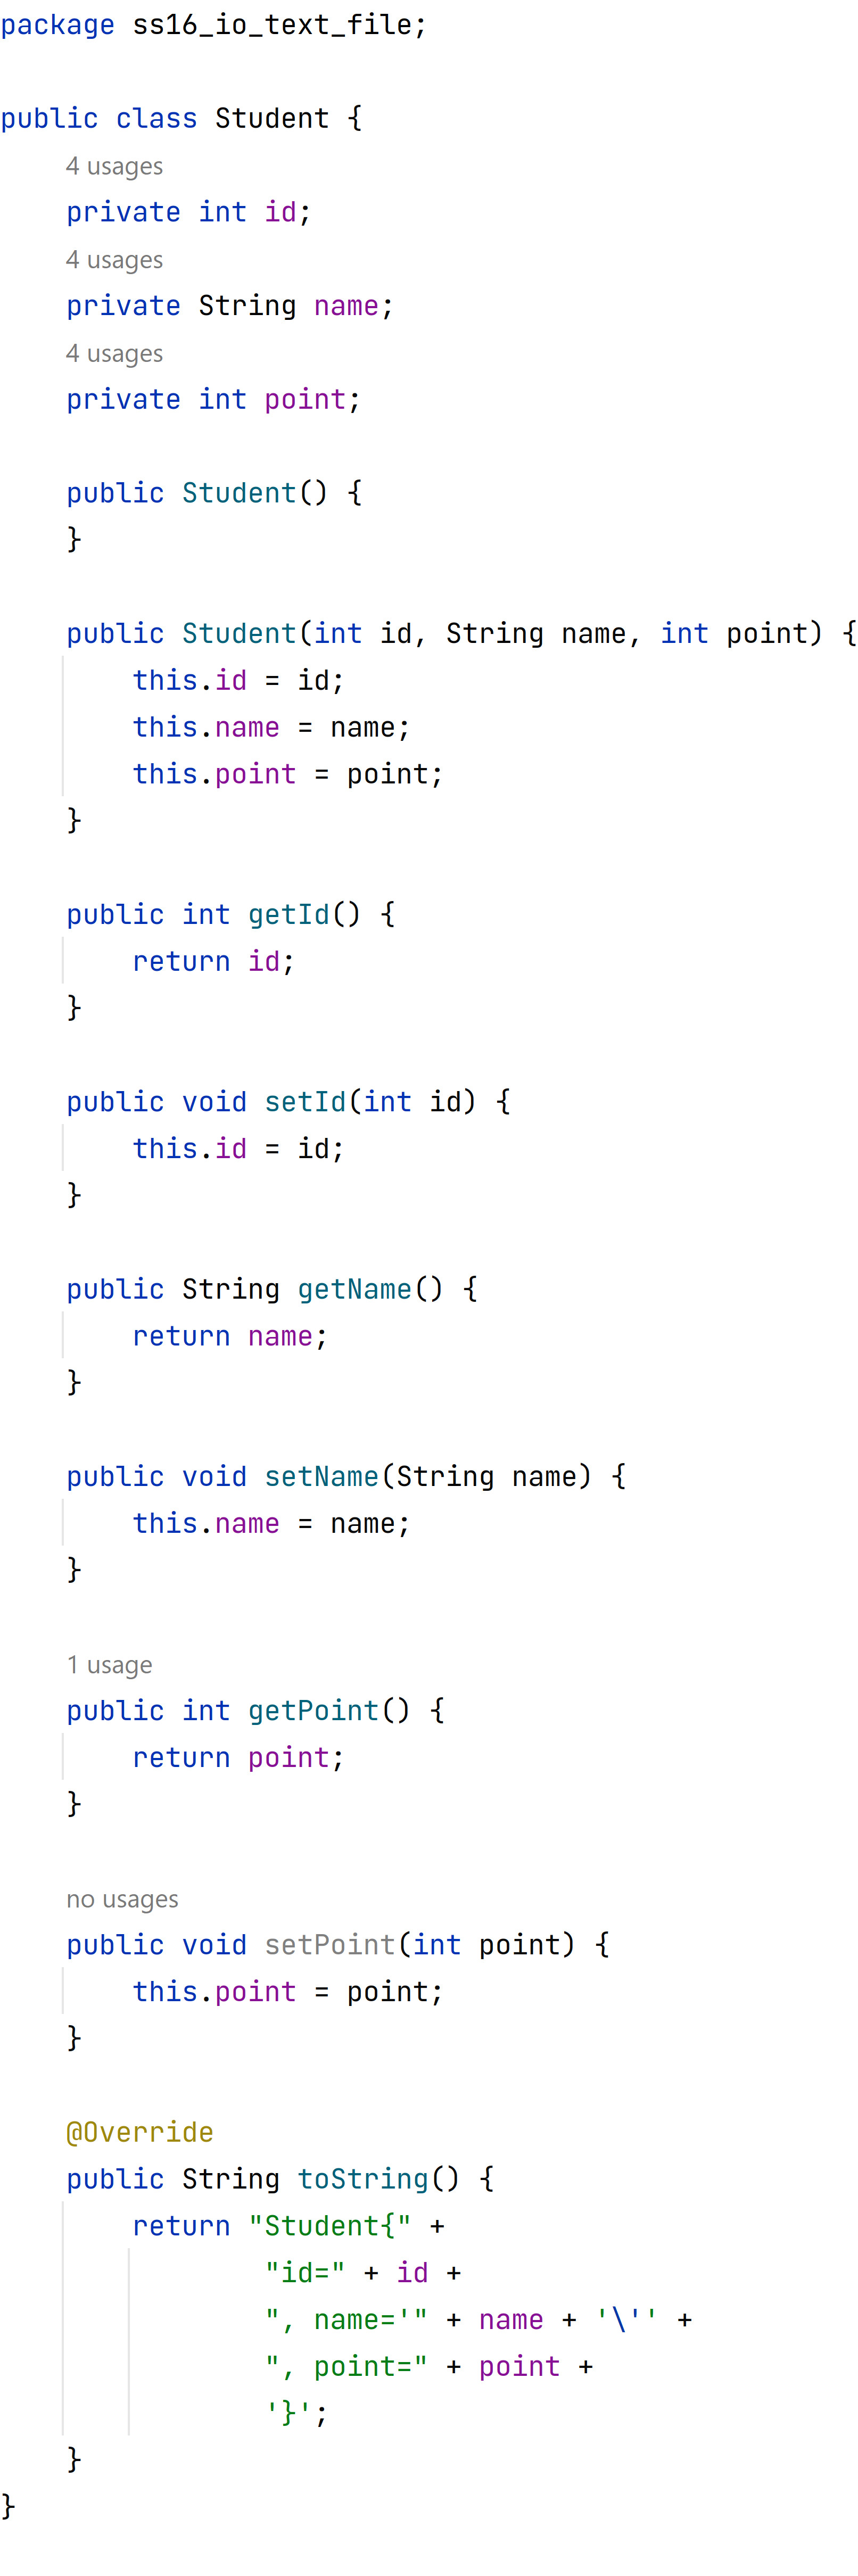 package ss16_io_text_file;
public class Student {
4 usages
private int id;
4 usages
private String name;
4 usages
private int point;
public Student() {
}
public Student(int id, String name, int point) {
this.id = id;
this.name = name;
this.point = point;
}
public int getId() {
return id;
}
public void setId(int id) {
this.id = id;
}
public String getName() {
return name;
}
public void setName(String name) {
this.name = name;
}
1 usage
public int getPoint() {
return point;
}
no usages
public void setPoint(int point) {
this.point = point;
}
@Override
public String toString() {
return "Student{" +
"id=" + id +
", name='" + name + '\'' +
", point=" + point +
'}';
}
}